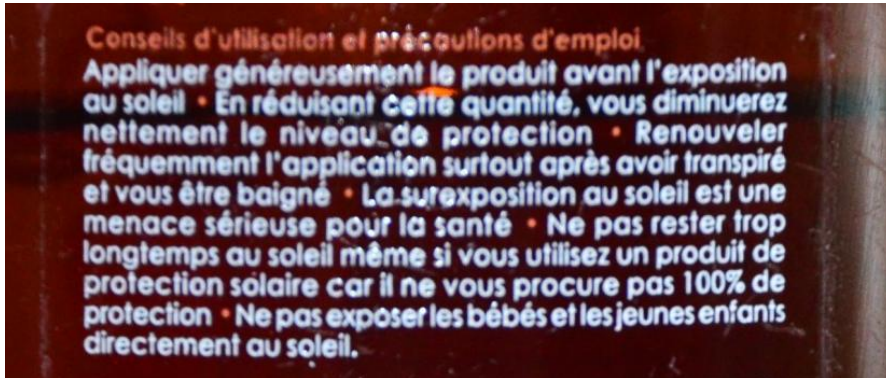 Conseils d'utilisation et précautions d'emploi
Appliquer généreusement le produit avant l'exposition
au soleil • En réduisant cette quantité, vous diminuerez
nettement le niveau de protection • Renouveler
fréquemment l'application surtout après avoir transpiré
et vous être baigné • La surexposition au soleil est une
menace sérieuse pour la santé • Ne pas rester trop
longtemps au soleil même si vous utilisez un produit de
protection solaire car il ne vous procure pas 100% de
protection • Ne pas exposer les bébés et les jeunes enfants
directement au soleil.